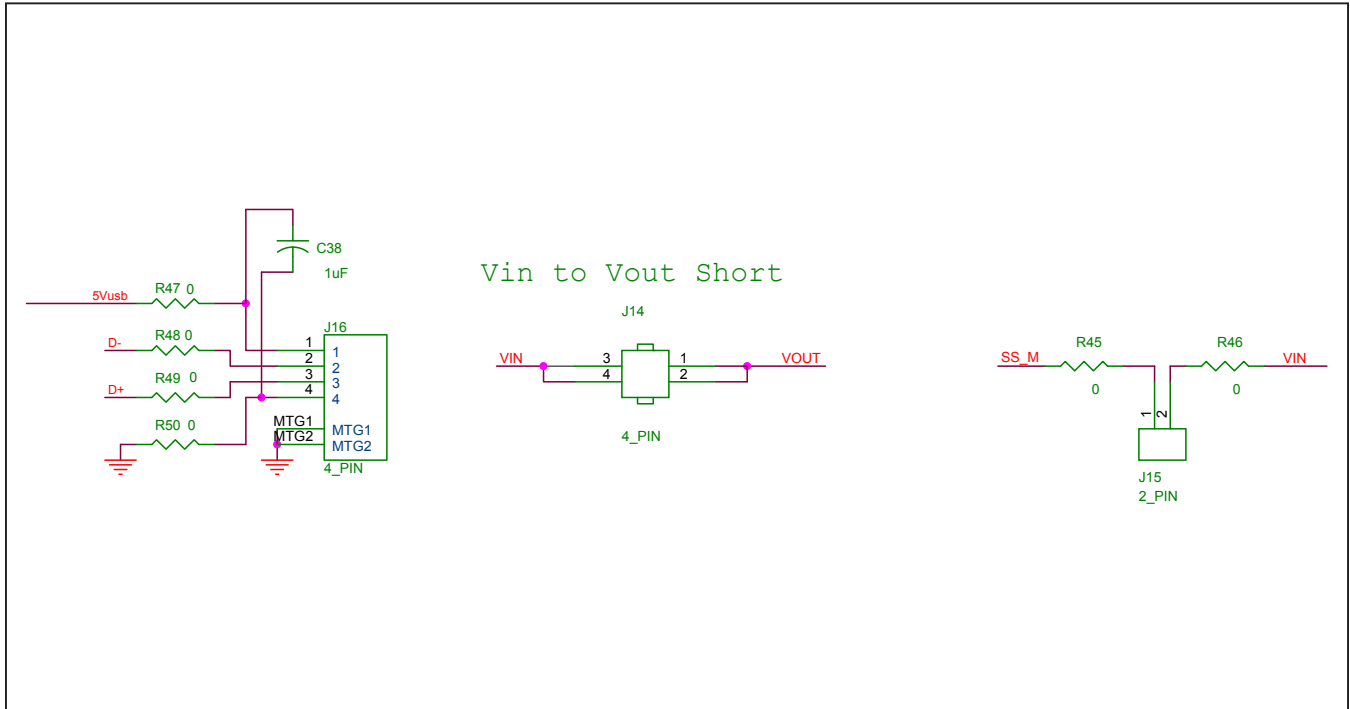 C38
1uF
5Vusb
R47 0
D-
R48 0
D+
R49 0
R50 0
J16
1
2
3
4
1
2
3
4
MTG1
MTG2
MTG1
MTG2
4_PIN
Vin to Vout Short
J14
VIN
3
4
1
2
VOUT
4_PIN
SS_M
R45
0
R46
0
VIN
1
2
J15
2_PIN